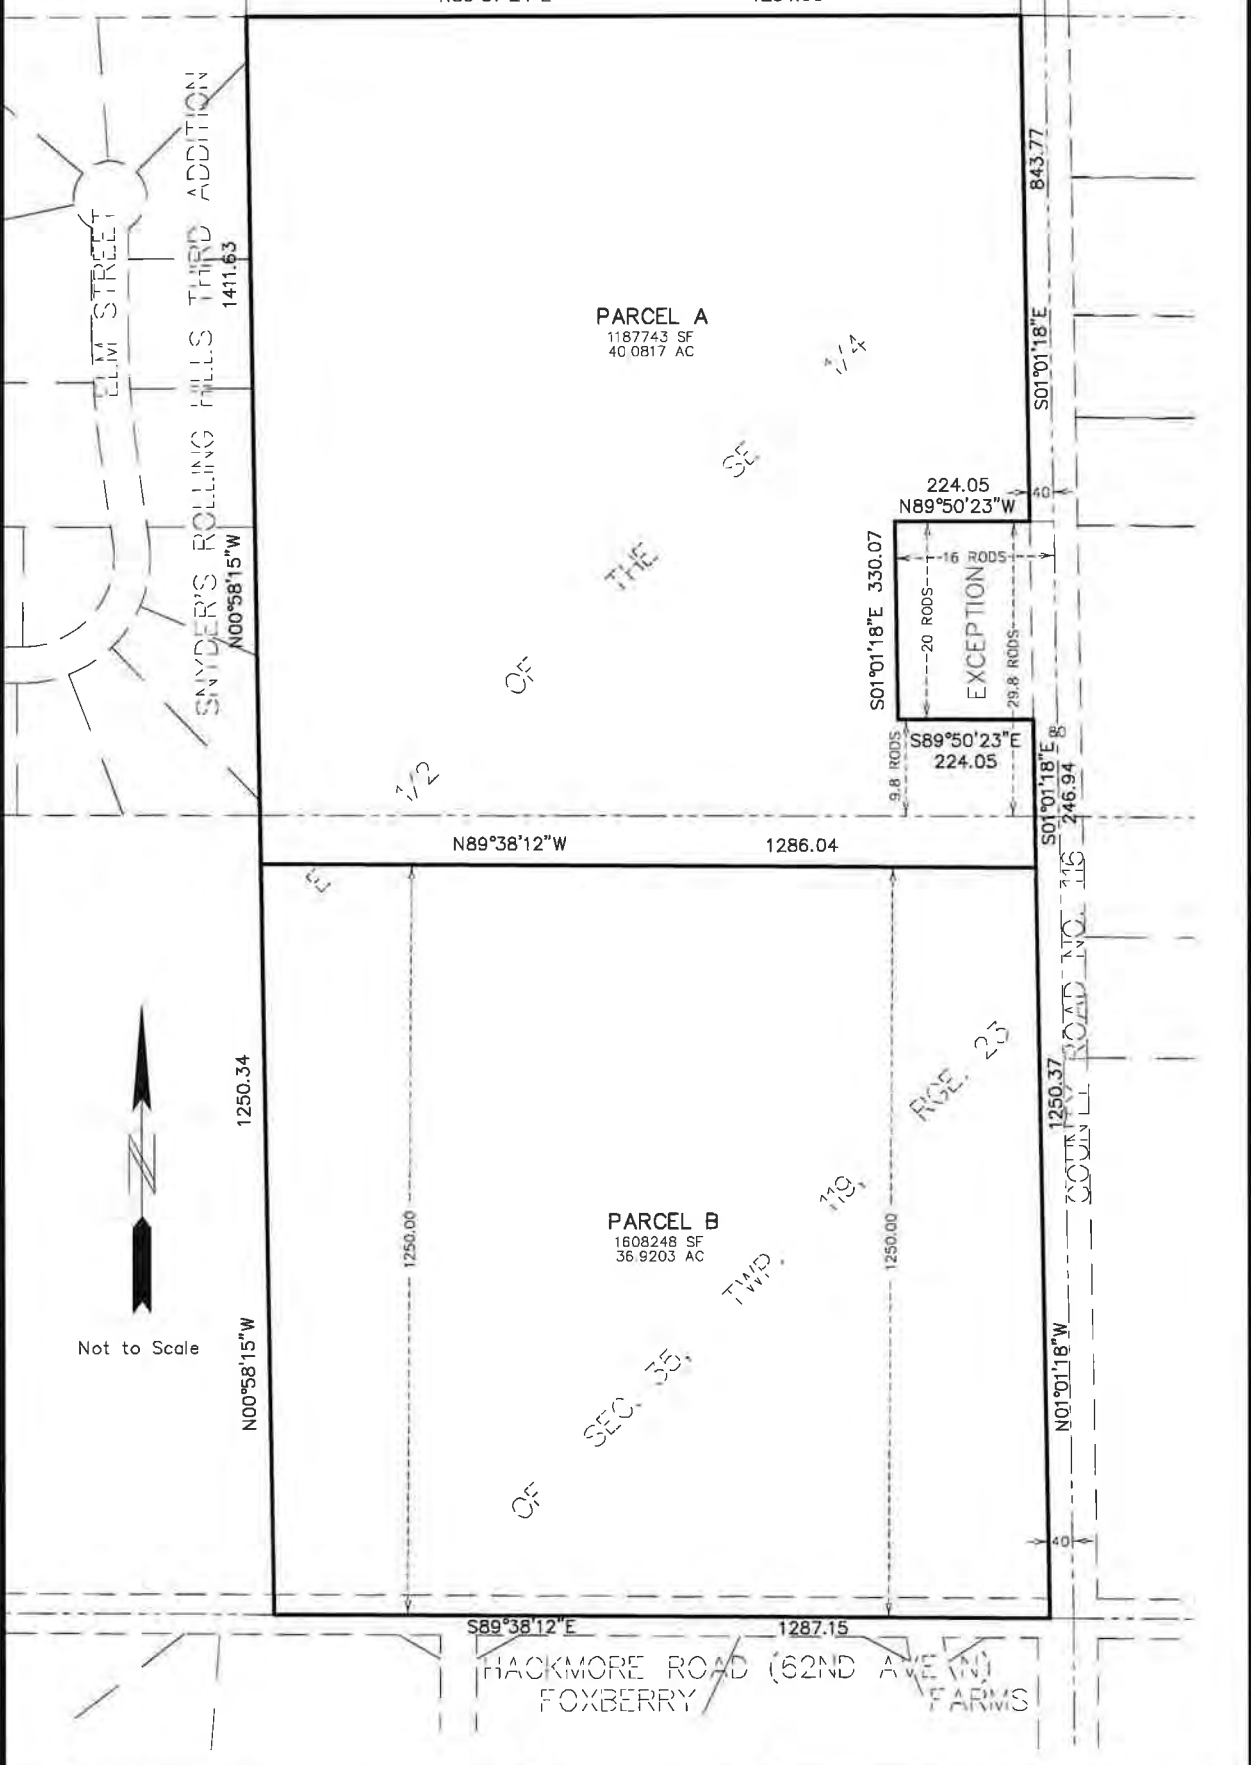 843.77
SNYDER'S ROLLING HILLS THIRD ADDITION
ELM STREET
1411.63
PARCEL A
1187743 SF
40.0817 AC
S01°01'18"E
1/4
SE
THE
OF
1/2
E
224.05
N89°50'23"W
40
N00°58'15"W
S01°01'18"E 330.07
16 RODS
20 RODS
EXCEPTION
29.8 RODS
S89°50'23"E
224.05
9.8 RODS
S01°01'18"E
246.94
N89°38'12"W
1286.04
COUNTY ROAD NO. 116
RGE. 23
1250.34
1250.37
119,
N
PARCEL B
1608248 SF
36.9203 AC
1250.00
1250.00
TWP.
Not to Scale
N00°58'15"W
SEC. 35,
N01°01'18"W
OF
40
S89°38'12"E
1287.15
HACKMORE ROAD (62ND AVE N)
FOXBERRY FARMS